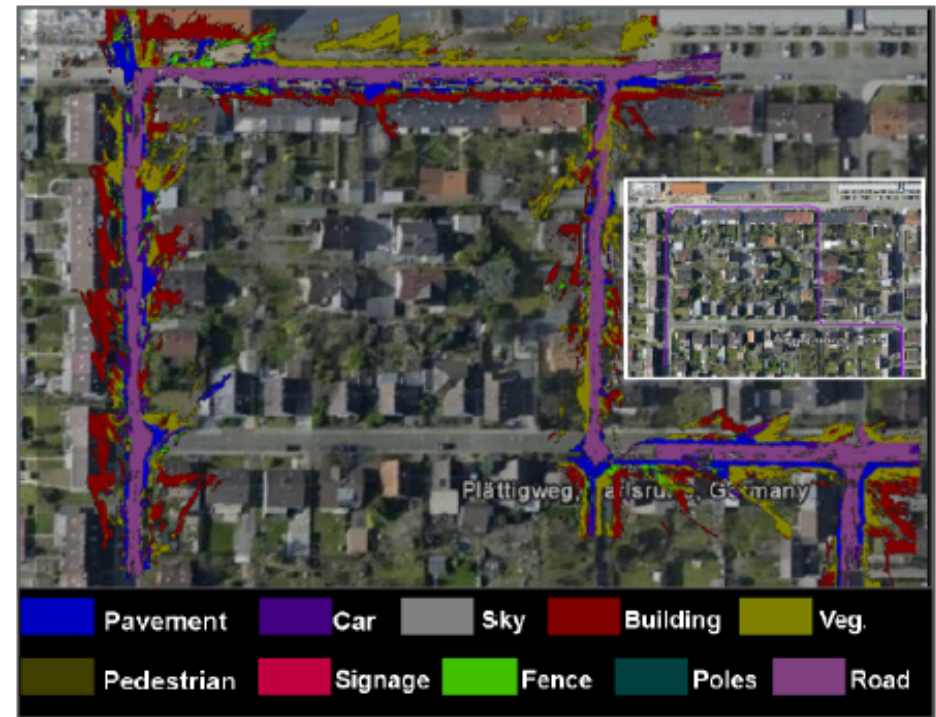 Plättigweg, Germany
Pavement Car Sky Building Veg.
Pedestrian Signage Fence Poles Road